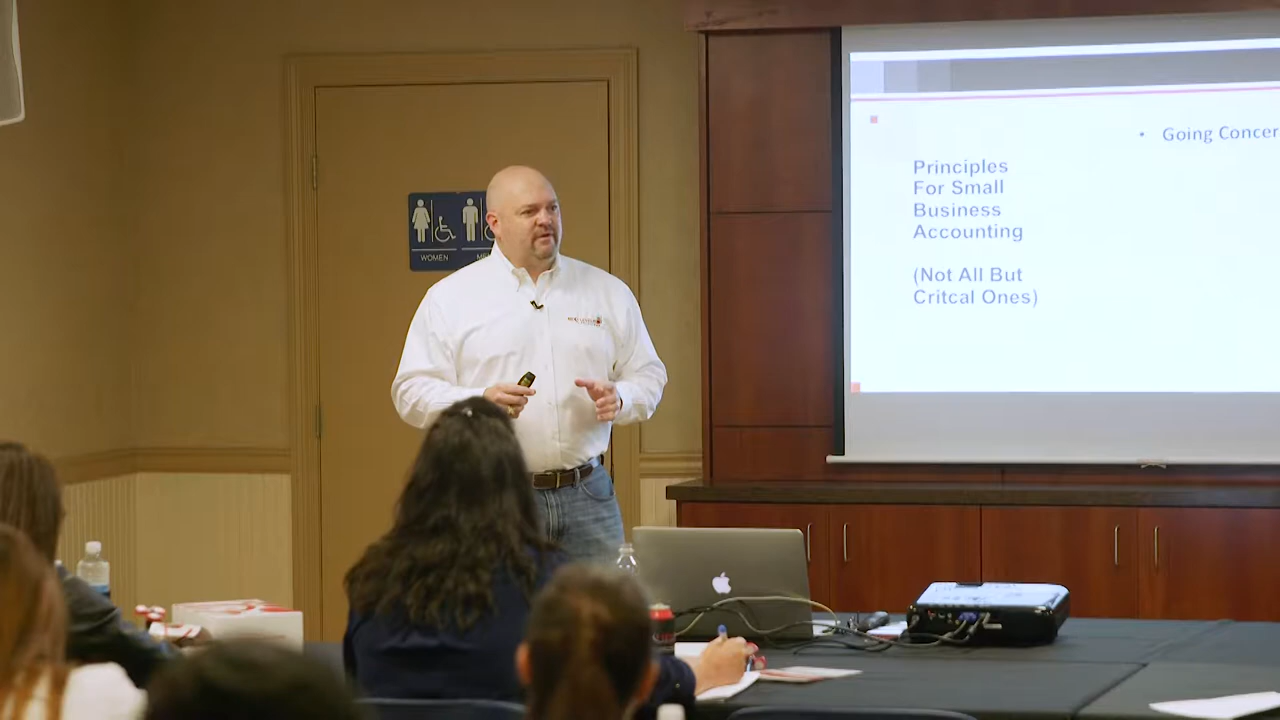 WOMEN
Going Concer
Principles
For Small
Business
Accounting
(Not All But
Critcal Ones)